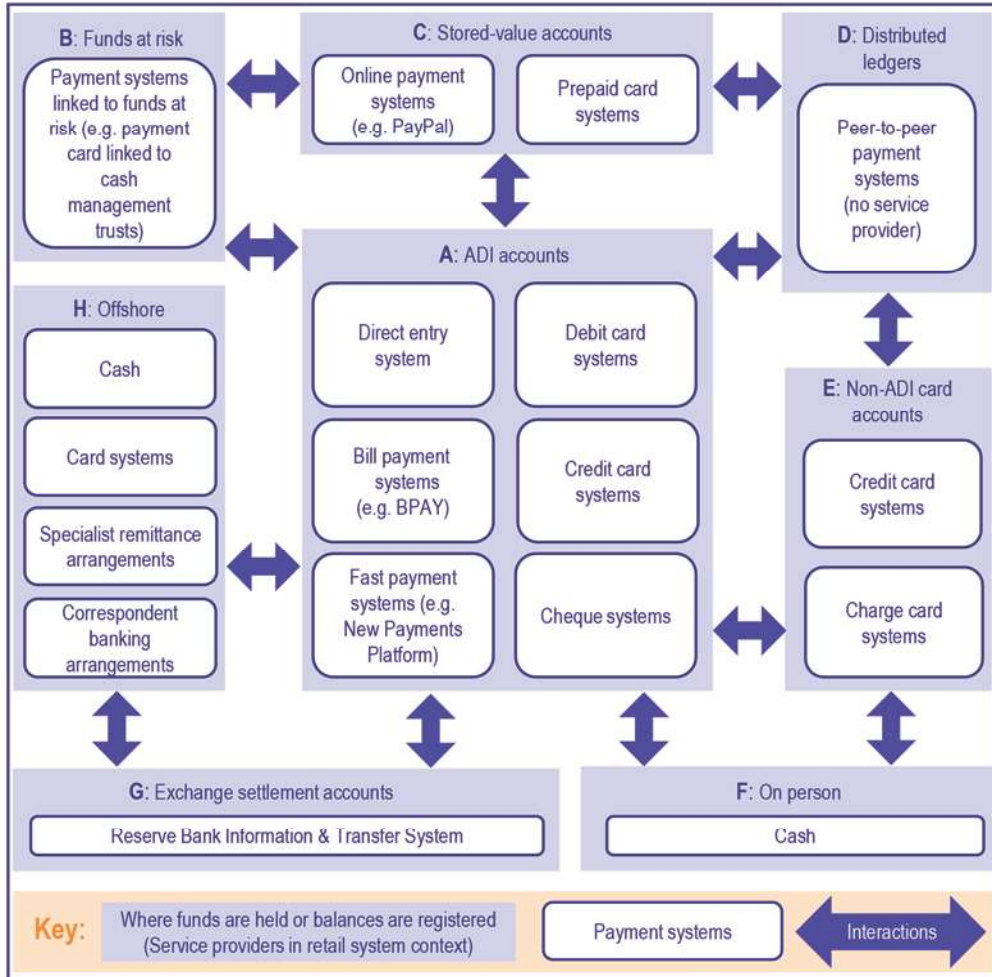 B: Funds at risk
Payment systems
linked to funds at
risk (e.g. payment
card linked to
cash
management
trusts)
C: Stored-value accounts
Online payment
systems
(e.g. PayPal)
Prepaid card
systems
D: Distributed
ledgers
Peer-to-peer
payment
systems
(no service
provider)
A: ADI accounts
Direct entry
system
Debit card
systems
Bill payment
systems
(e.g. BPAY)
Credit card
systems
Fast payment
systems (e.g.
New Payments
Platform)
Cheque systems
H: Offshore
Cash
Card systems
Specialist remittance
arrangements
Correspondent
banking
arrangements
E: Non-ADI card
accounts
Credit card
systems
Charge card
systems
G: Exchange settlement accounts
Reserve Bank Information & Transfer System
F: On person
Cash
Key:
Where funds are held or balances are registered
(Service providers in retail system context)
Payment systems
Interactions